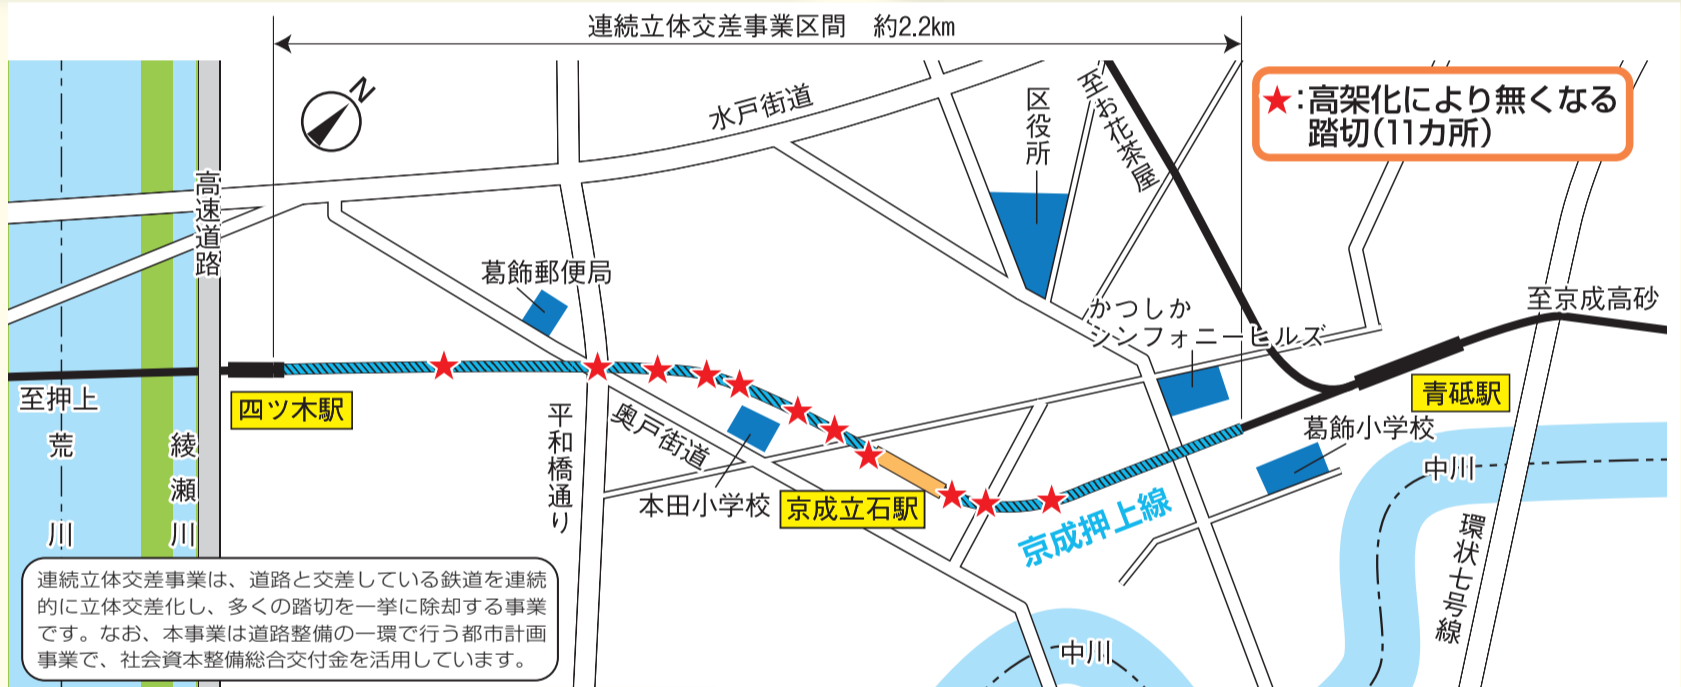 連続立体交差事業区間　約2.2km
N
水戸街道
区役所
至お花茶屋
★：高架化により無くなる
踏切(11カ所)
高速道路
葛飾郵便局
かつしか
シンフォニーヒルズ
至京成高砂
至押上
四ツ木駅
青砥駅
荒川
綾瀬川
平和橋通り
奥戸街道
本田小学校
京成立石駅
京成押上線
葛飾小学校
中川
環状七号線
中川
連続立体交差事業は、道路と交差している鉄道を連続
的に立体交差化し、多くの踏切を一挙に除却する事業
です。なお、本事業は道路整備の一環で行う都市計画
事業で、社会資本整備総合交付金を活用しています。